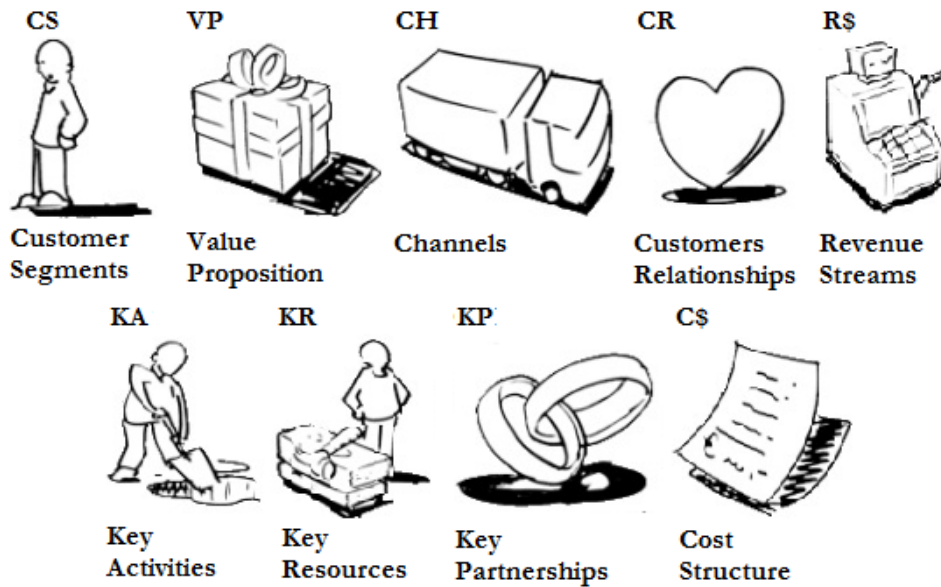 CS VP CH CR R$
Customer Segments
Value Proposition
Channels
Customers Relationships
Revenue Streams
KA KR KP C$
Key Activities
Key Resources
Key Partnerships
Cost Structure